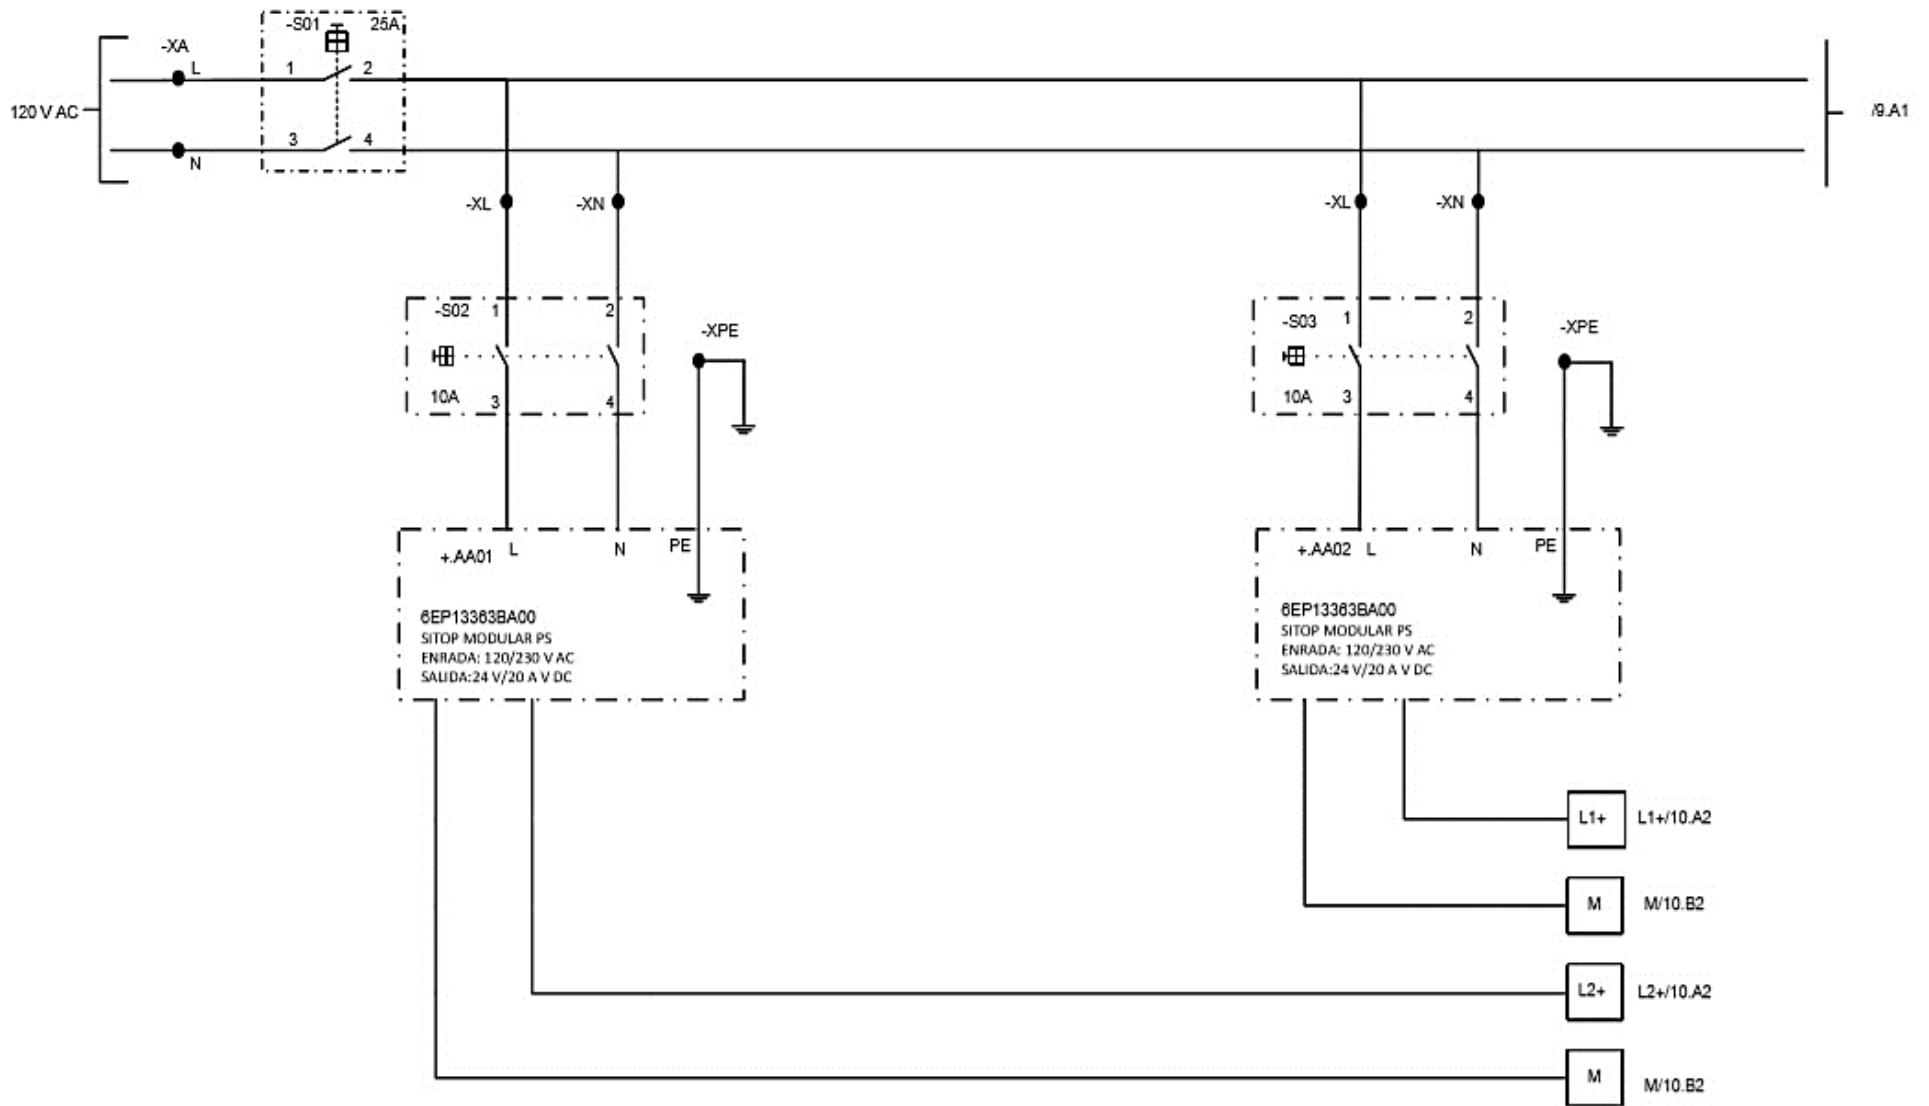 -S01 25A
-XA
L
1 2
120 V AC
/9.A1
3 4
N
-XL -XN
-XL -XN
-S02 1 2
-XPE
10A 3 4
-S03 1 2
-XPE
10A 3 4
+.AA01 L N PE
6EP13363BA00
SITOP MODULAR PS
ENRADA: 120/230 V AC
SALIDA:24 V/20 A V DC
+.AA02 L N PE
6EP13363BA00
SITOP MODULAR PS
ENRADA: 120/230 V AC
SALIDA:24 V/20 A V DC
L1+ L1+/10.A2
M M/10.B2
L2+ L2+/10.A2
M M/10.B2